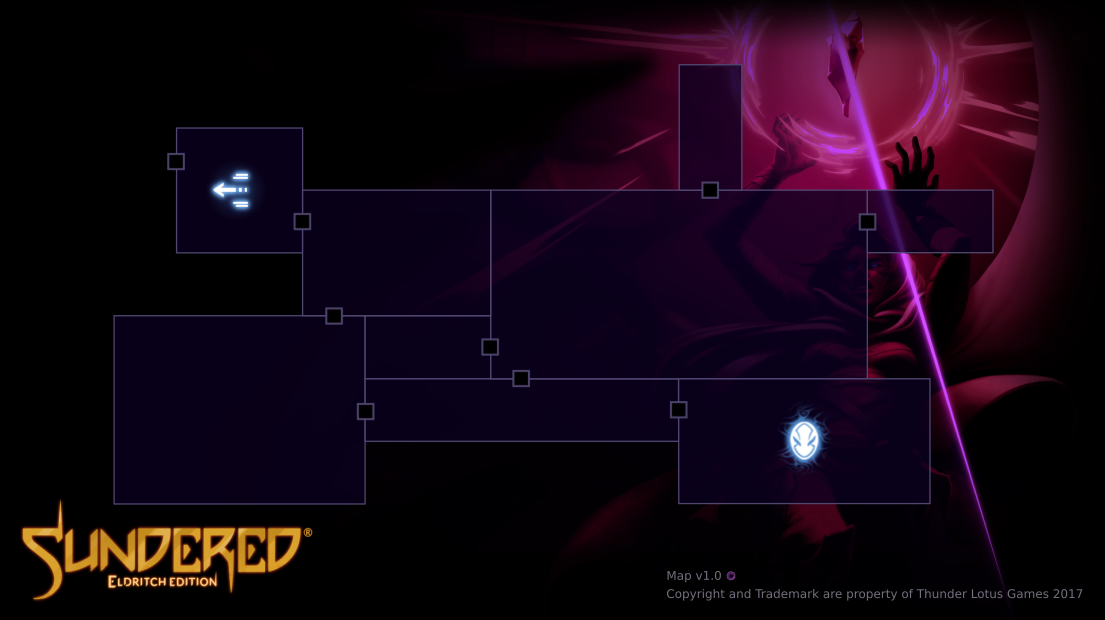 SUNDERED®
ELDRITCH EDITION
Map v1.0
Copyright and Trademark are property of Thunder Lotus Games 2017